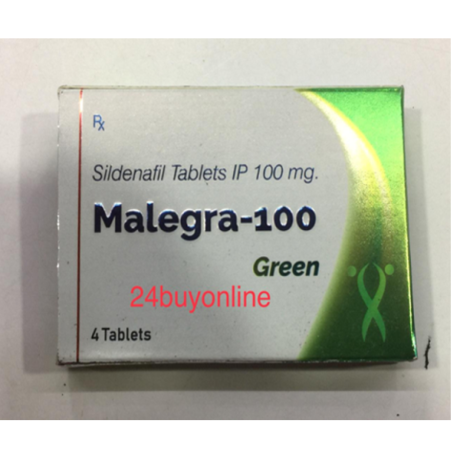 Rx
Sildenafil Tablets IP 100 mg.
Malegra-100
Green
24buyonline
4 Tablets